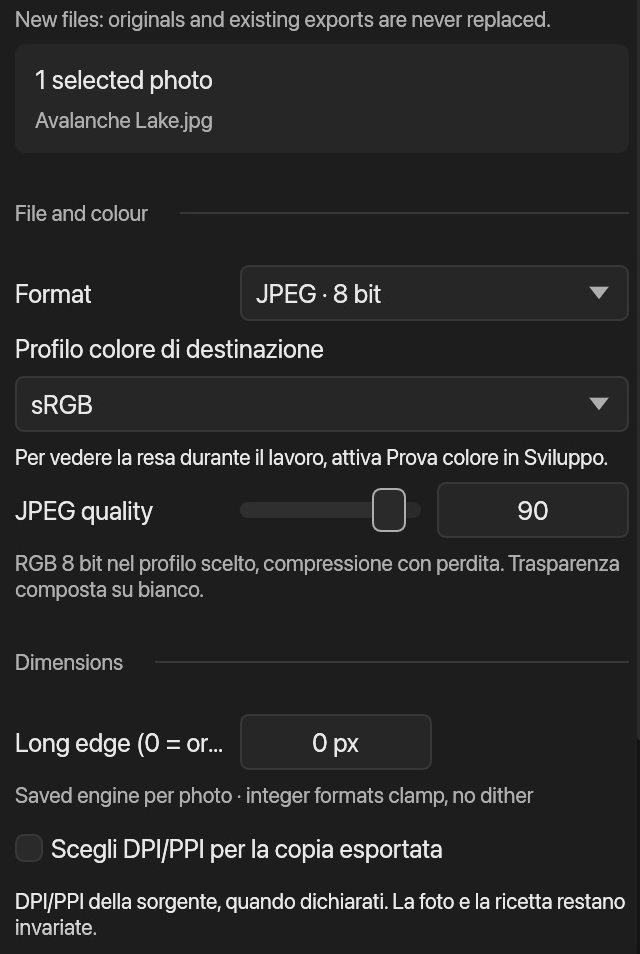 New files: originals and existing exports are never replaced.
1 selected photo
Avalanche Lake.jpg
File and colour
Format
JPEG · 8 bit
Profilo colore di destinazione
sRGB
Per vedere la resa durante il lavoro, attiva Prova colore in Sviluppo.
JPEG quality
90
RGB 8 bit nel profilo scelto, compressione con perdita. Trasparenza
composta su bianco.
Dimensions
Long edge (0 = or...
0 px
Saved engine per photo · integer formats clamp, no dither
Scegli DPI/PPI per la copia esportata
DPI/PPI della sorgente, quando dichiarati. La foto e la ricetta restano
invariate.